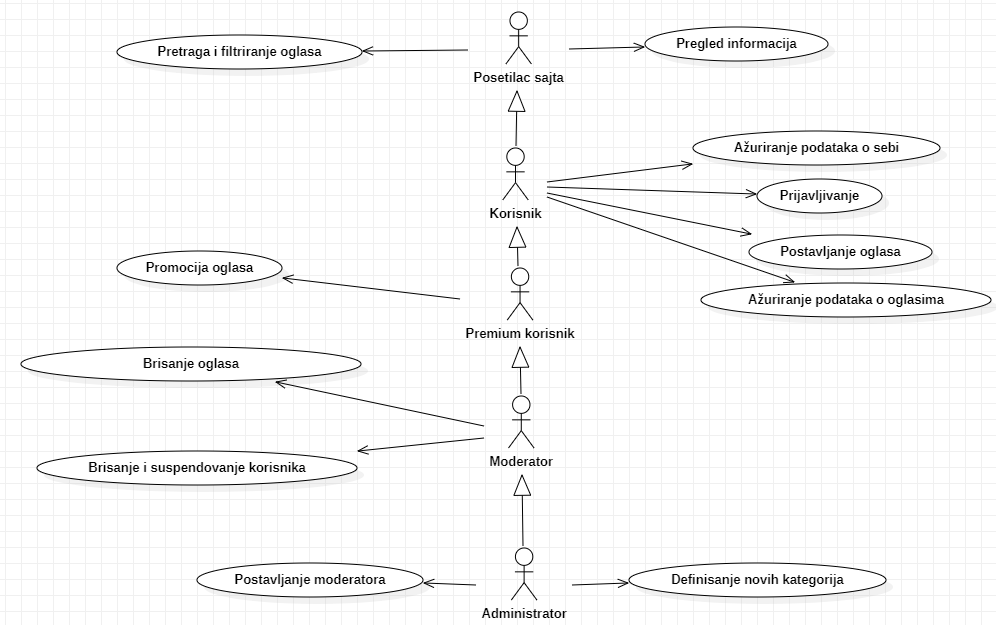 Pretraga i filtriranje oglasa
Pregled informacija
Posetilac sajta
Ažuriranje podataka o sebi
Prijavljivanje
Korisnik
Postavljanje oglasa
Promocija oglasa
Ažuriranje podataka o oglasima
Premium korisnik
Brisanje oglasa
Moderator
Brisanje i suspendovanje korisnika
Postavljanje moderatora
Definisanje novih kategorija
Administrator